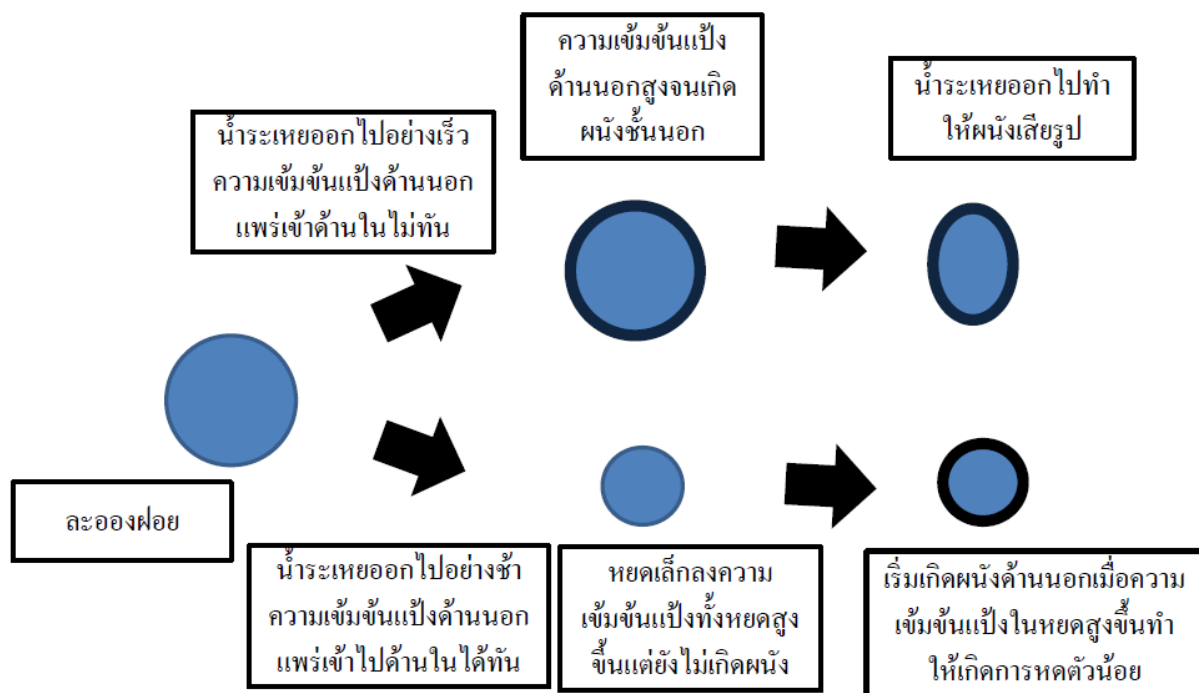 ความเข้มข้นแป้ง
ด้านนอกสูงจนเกิด
ผนังชั้นนอก
น้ำระเหยออกไปทำ
ให้ผนังเสียรูป
น้ำระเหยออกไปอย่างเร็ว
ความเข้มข้นแป้งด้านนอก
แพร่เข้าด้านในไม่ทัน
ละอองฝอย
น้ำระเหยออกไปอย่างช้า
ความเข้มข้นแป้งด้านนอก
แพร่เข้าไปด้านในได้ทัน
หยดเล็กลงความ
เข้มข้นแป้งทั้งหยดสูง
ขึ้นแต่ยังไม่เกิดผนัง
เริ่มเกิดผนังด้านนอกเมื่อความ
เข้มข้นแป้งในหยดสูงขึ้นทำ
ให้เกิดการหดตัวน้อย